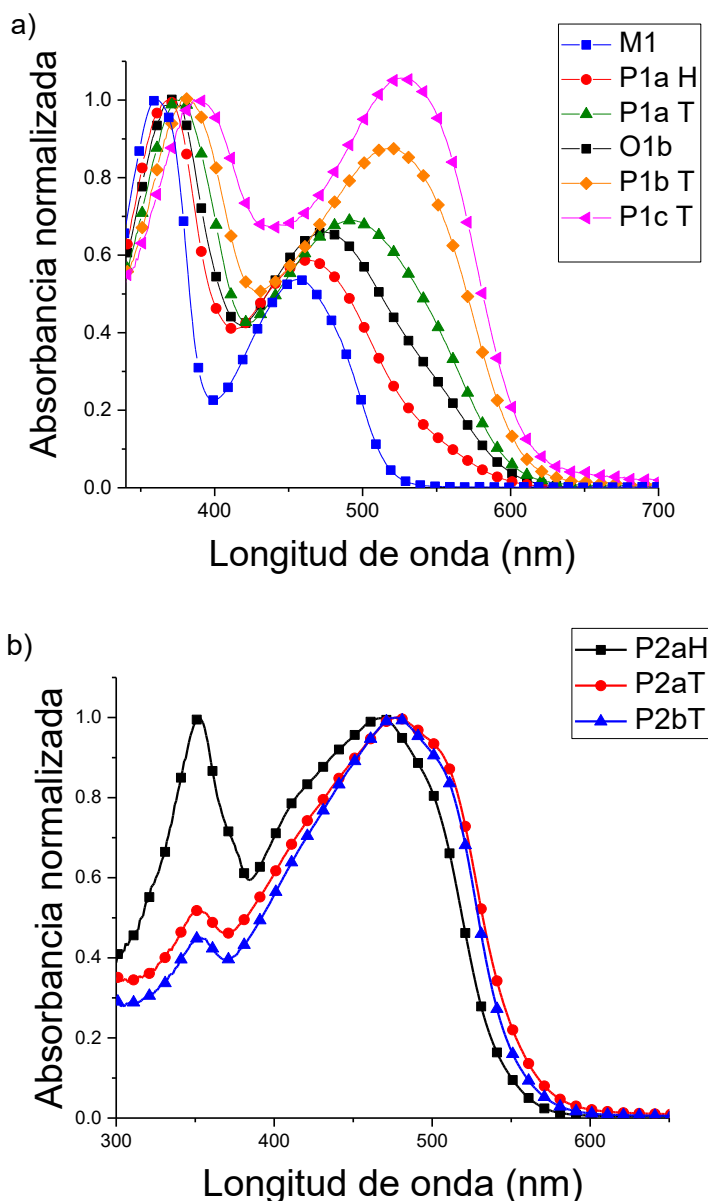 a)
M1
P1a H
P1a T
O1b
P1b T
P1c T
Absorbancia normalizada
1.0
0.8
0.6
0.4
0.2
0.0
400
500
600
700
Longitud de onda (nm)
b)
P2aH
P2aT
P2bT
Absorbancia normalizada
1.0
0.8
0.6
0.4
0.2
0.0
300
400
500
600
Longitud de onda (nm)